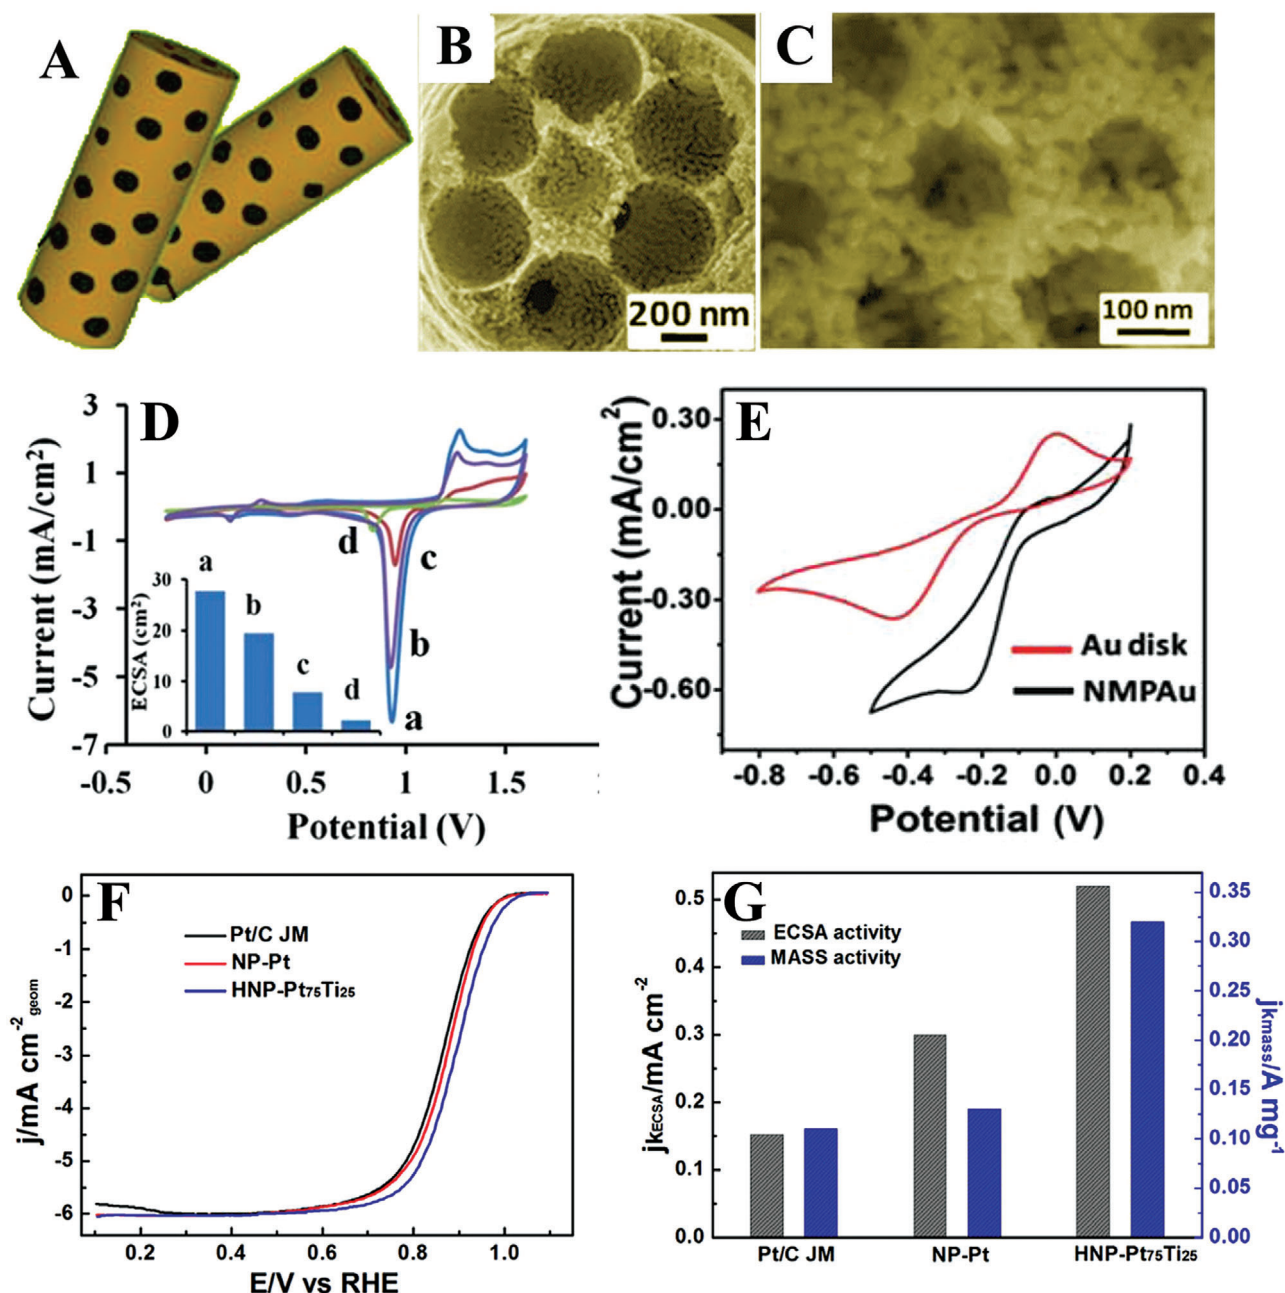 A
B
200 nm
C
100 nm
D
3
1
-1
-3
-5
-7
-0.5
0
0.5
1
1.5
Current (mA/cm²)
Potential (V)
a
b
c
d
ECSA (cm²)
30
20
10
0
a
b
c
d
E
0.30
0.00
-0.30
-0.60
-0.8
-0.6
-0.4
-0.2
0.0
0.2
0.4
Current (mA/cm²)
Potential (V)
Au disk
NMPAu
F
0
-1
-2
-3
-4
-5
-6
0.2
0.4
0.6
0.8
1.0
j/mA cm⁻² geom
E/V vs RHE
Pt/C JM
NP-Pt
HNP-Pt₇₅Ti₂₅
G
ECSA activity
MASS activity
0.5
0.4
0.3
0.2
0.1
0.0
jkECSA/mA cm⁻²
0.35
0.30
0.25
0.20
0.15
0.10
0.05
0.00
jkmass/A mg⁻¹
Pt/C JM
NP-Pt
HNP-Pt₇₅Ti₂₅